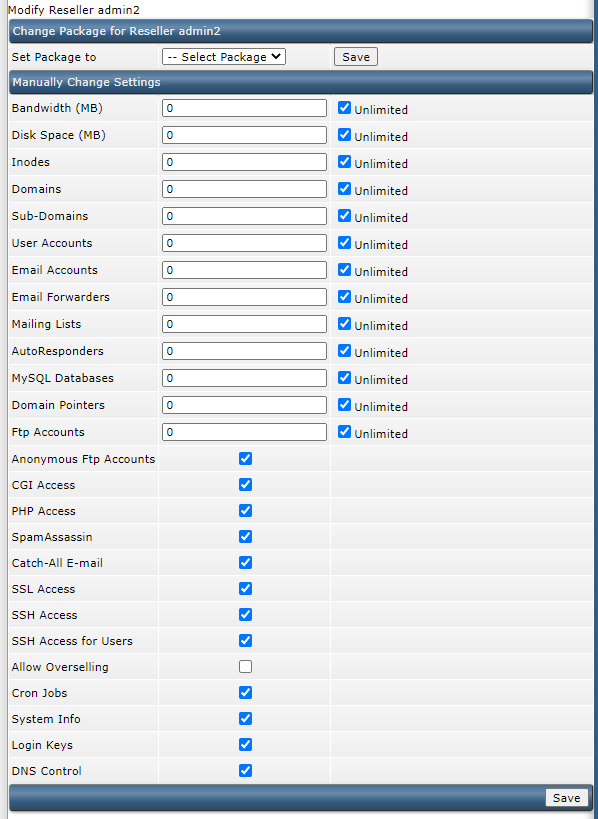 Modify Reseller admin2
Change Package for Reseller admin2
Set Package to -- Select Package Save
Manually Change Settings
Bandwidth (MB) 0 Unlimited
Disk Space (MB) 0 Unlimited
Inodes 0 Unlimited
Domains 0 Unlimited
Sub-Domains 0 Unlimited
User Accounts 0 Unlimited
Email Accounts 0 Unlimited
Email Forwarders 0 Unlimited
Mailing Lists 0 Unlimited
AutoResponders 0 Unlimited
MySQL Databases 0 Unlimited
Domain Pointers 0 Unlimited
Ftp Accounts 0 Unlimited
Anonymous Ftp Accounts
CGI Access
PHP Access
SpamAssassin
Catch-All E-mail
SSL Access
SSH Access
SSH Access for Users
Allow Overselling
Cron Jobs
System Info
Login Keys
DNS Control
Save